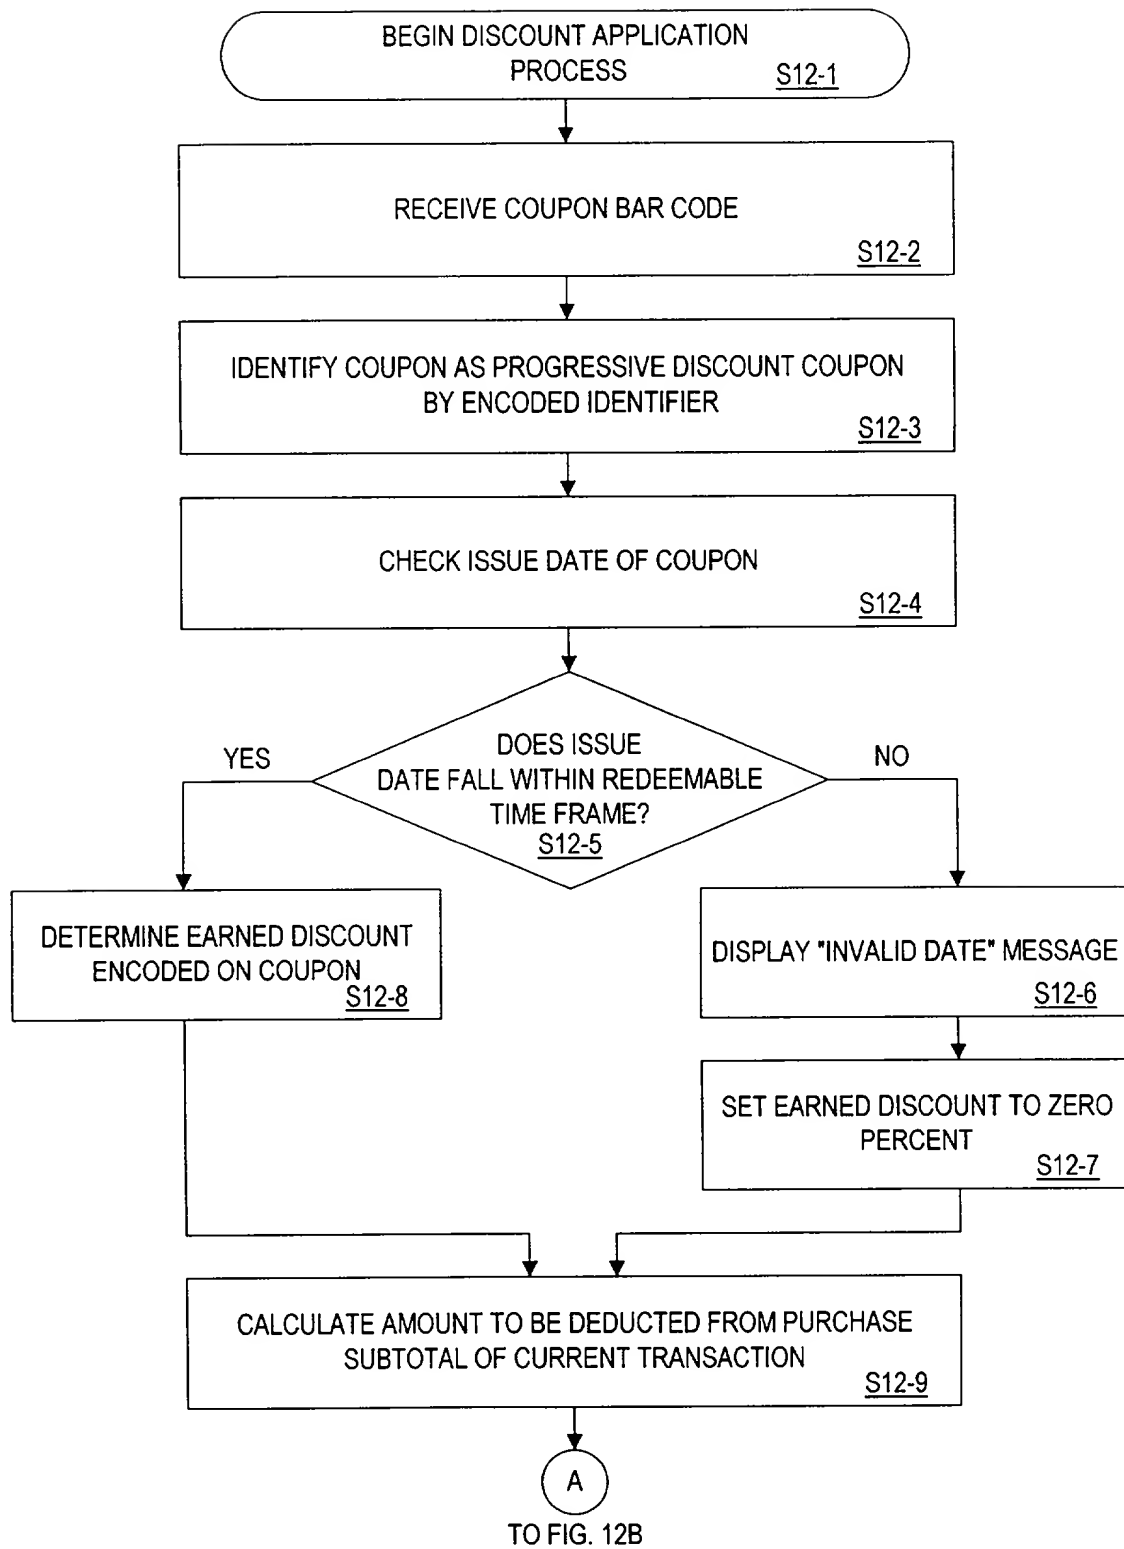 BEGIN DISCOUNT APPLICATION
PROCESS
S12-1
RECEIVE COUPON BAR CODE
S12-2
IDENTIFY COUPON AS PROGRESSIVE DISCOUNT COUPON
BY ENCODED IDENTIFIER
S12-3
CHECK ISSUE DATE OF COUPON
S12-4
DOES ISSUE
DATE FALL WITHIN REDEEMABLE
TIME FRAME?
S12-5
YES
NO
DETERMINE EARNED DISCOUNT
ENCODED ON COUPON
S12-8
DISPLAY "INVALID DATE" MESSAGE
S12-6
SET EARNED DISCOUNT TO ZERO
PERCENT
S12-7
CALCULATE AMOUNT TO BE DEDUCTED FROM PURCHASE
SUBTOTAL OF CURRENT TRANSACTION
S12-9
A
TO FIG. 12B